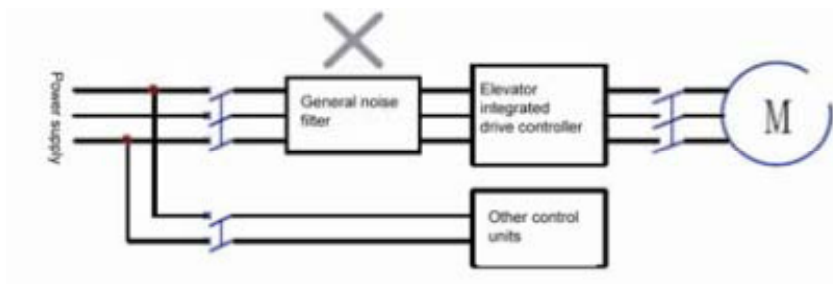 Power supply
General noise
filter
Elevator
integrated
drive controller
M
Other control
units